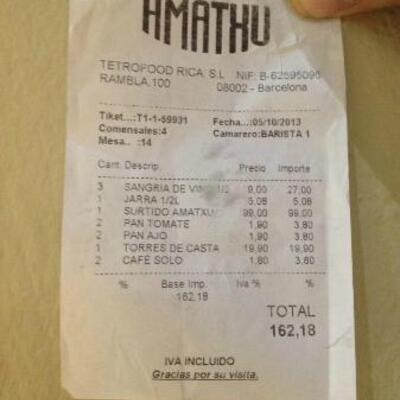 AMATXU
TETROFOOD RICA, S.L NIF: B-62595095
RAMBLA,100 08002 - Barcelona
Tiket...:T1-1-59931 Fecha...:05/10/2013
Comensales:4 Camarero:BARISTA 1
Mesa.. :14
Cant. Descrip. Precio Importe
3 SANGRIA DE VINO 1/2 9,00 27,00
1 JARRA 1/2L 5,08 5,08
1 SURTIDO AMATXU 99,00 99,00
2 PAN TOMATE 1,90 3,80
2 PAN AJO 1,90 3,80
1 TORRES DE CASTA 19,90 19,90
2 CAFÉ SOLO 1,80 3,60
% Base Imp. Iva % %
162,18
TOTAL
162,18
IVA INCLUIDO
Gracias por su visita.